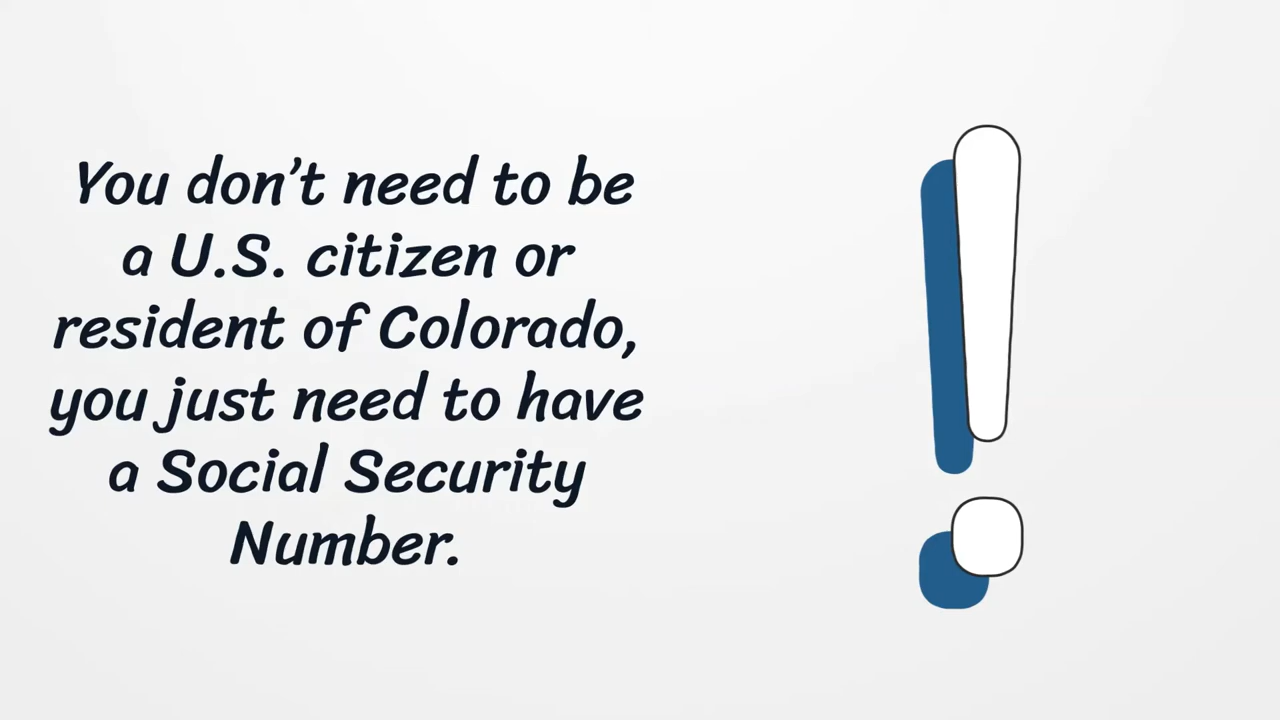 You don’t need to be
a U.S. citizen or
resident of Colorado,
you just need to have
a Social Security
Number.